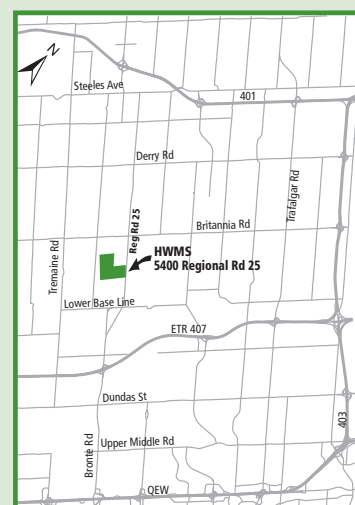 N
Steeles Ave
401
Derry Rd
Trafalgar Rd
Reg Rd 25
Britannia Rd
Tremaine Rd
HWMS
5400 Regional Rd 25
Lower Base Line
ETR 407
Dundas St
403
Upper Middle Rd
Bronte Rd
QEW